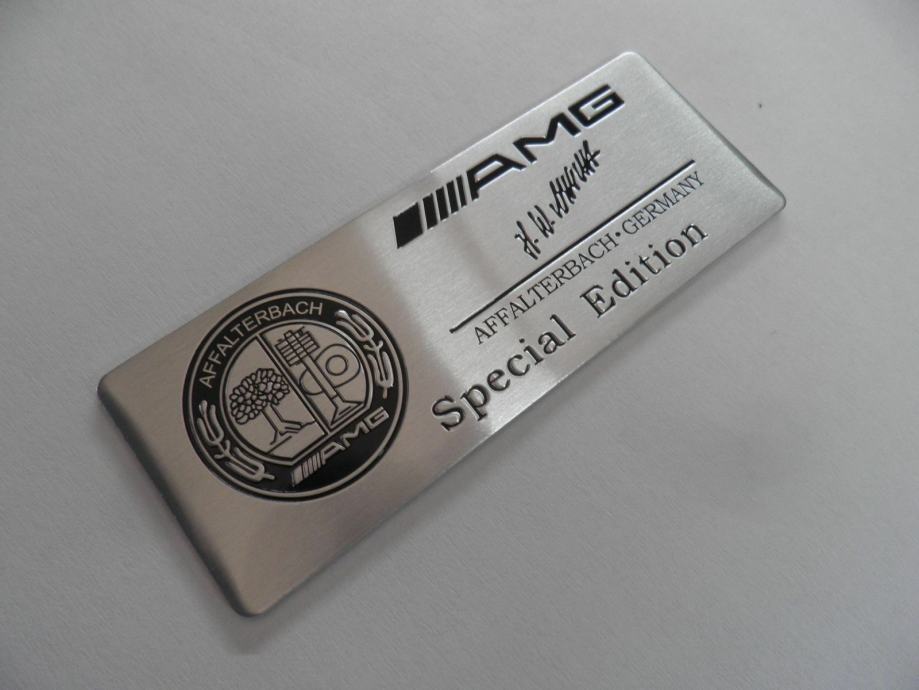 AMG
AFFALTERBACH•GERMANY
Special Edition
AFFALTERBACH
AMG